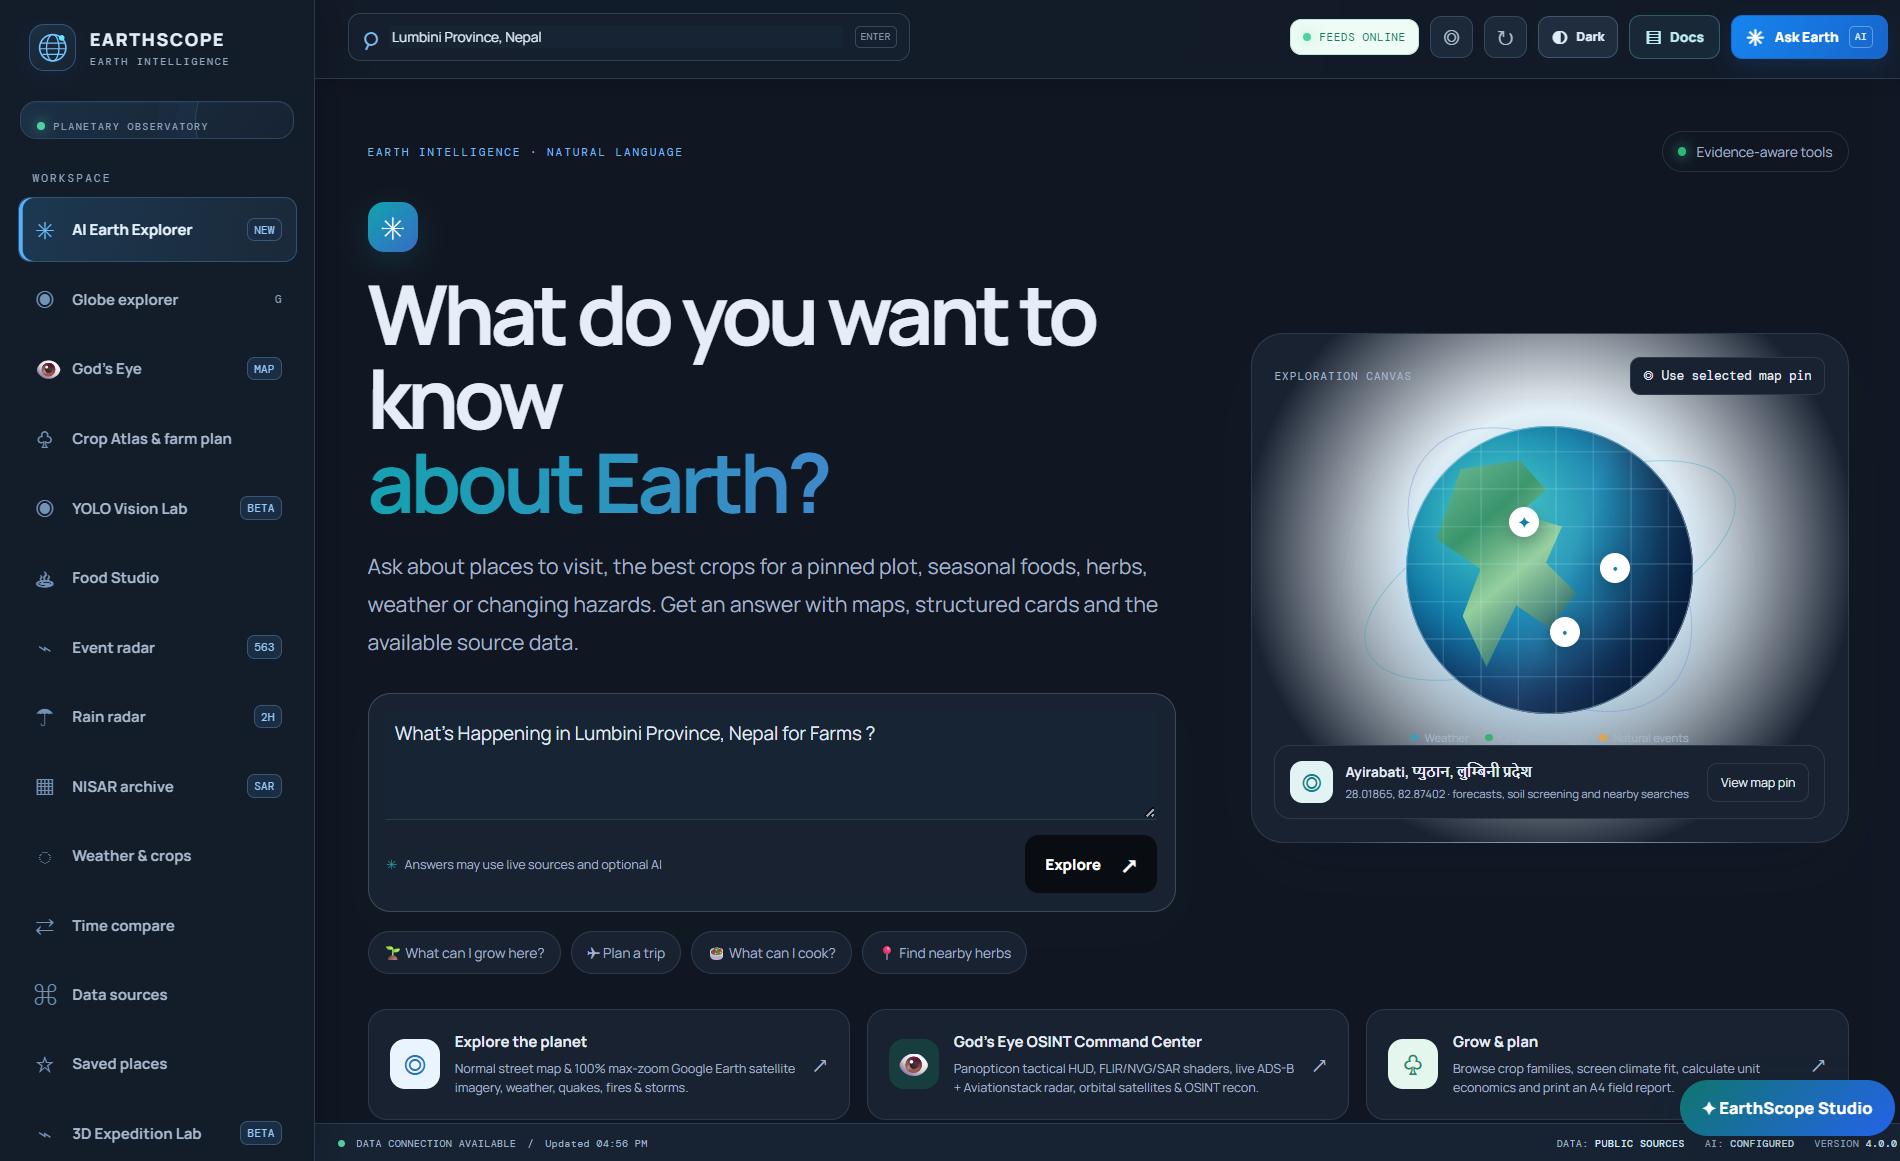 EARTHSCOPE
EARTH INTELLIGENCE
PLANETARY OBSERVATORY
WORKSPACE
AI Earth Explorer NEW
Globe explorer G
God's Eye MAP
Crop Atlas & farm plan
YOLO Vision Lab BETA
Food Studio
Event radar 563
Rain radar 2H
NISAR archive SAR
Weather & crops
Time compare
Data sources
Saved places
3D Expedition Lab BETA
Lumbini Province, Nepal ENTER
FEEDS ONLINE
Dark
Docs
Ask Earth AI
EARTH INTELLIGENCE · NATURAL LANGUAGE
Evidence-aware tools
What do you want to
know
about Earth?
Ask about places to visit, the best crops for a pinned plot, seasonal foods, herbs,
weather or changing hazards. Get an answer with maps, structured cards and the
available source data.
What's Happening in Lumbini Province, Nepal for Farms ?
Answers may use live sources and optional AI
Explore ↗
What can I grow here?
Plan a trip
What can I cook?
Find nearby herbs
EXPLORATION CANVAS
Use selected map pin
Weather
Natural events
Ayirabati, प्युठान, लुम्बिनी प्रदेश
28.01865, 82.87402 · forecasts, soil screening and nearby searches
View map pin
Explore the planet
Normal street map & 100% max-zoom Google Earth satellite
imagery, weather, quakes, fires & storms.
God's Eye OSINT Command Center
Panopticon tactical HUD, FLIR/NVG/SAR shaders, live ADS-B
+ Aviationstack radar, orbital satellites & OSINT recon.
Grow & plan
Browse crop families, screen climate fit, calculate unit
economics and print an A4 field report.
✦ EarthScope Studio
DATA CONNECTION AVAILABLE / Updated 04:56 PM
DATA: PUBLIC SOURCES AI: CONFIGURED VERSION 4.0.0